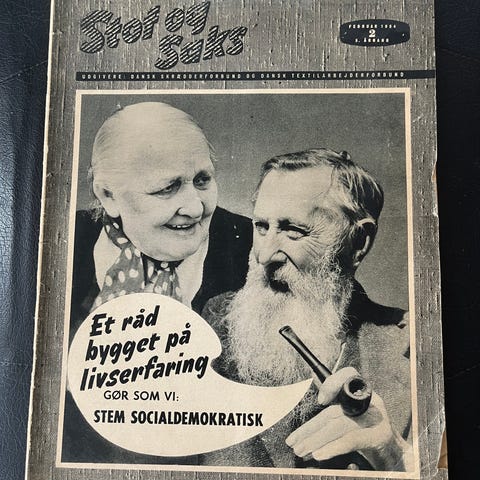 Stof og
Saks
FEBRUAR 1954
2
UDGIVERE: DANSK SKRÆDDERFORBUND OG DANSK TEXTILARBEJDERFORBUND
Et råd
bygget på
livserfaring
GØR SOM VI:
STEM SOCIALDEMOKRATISK